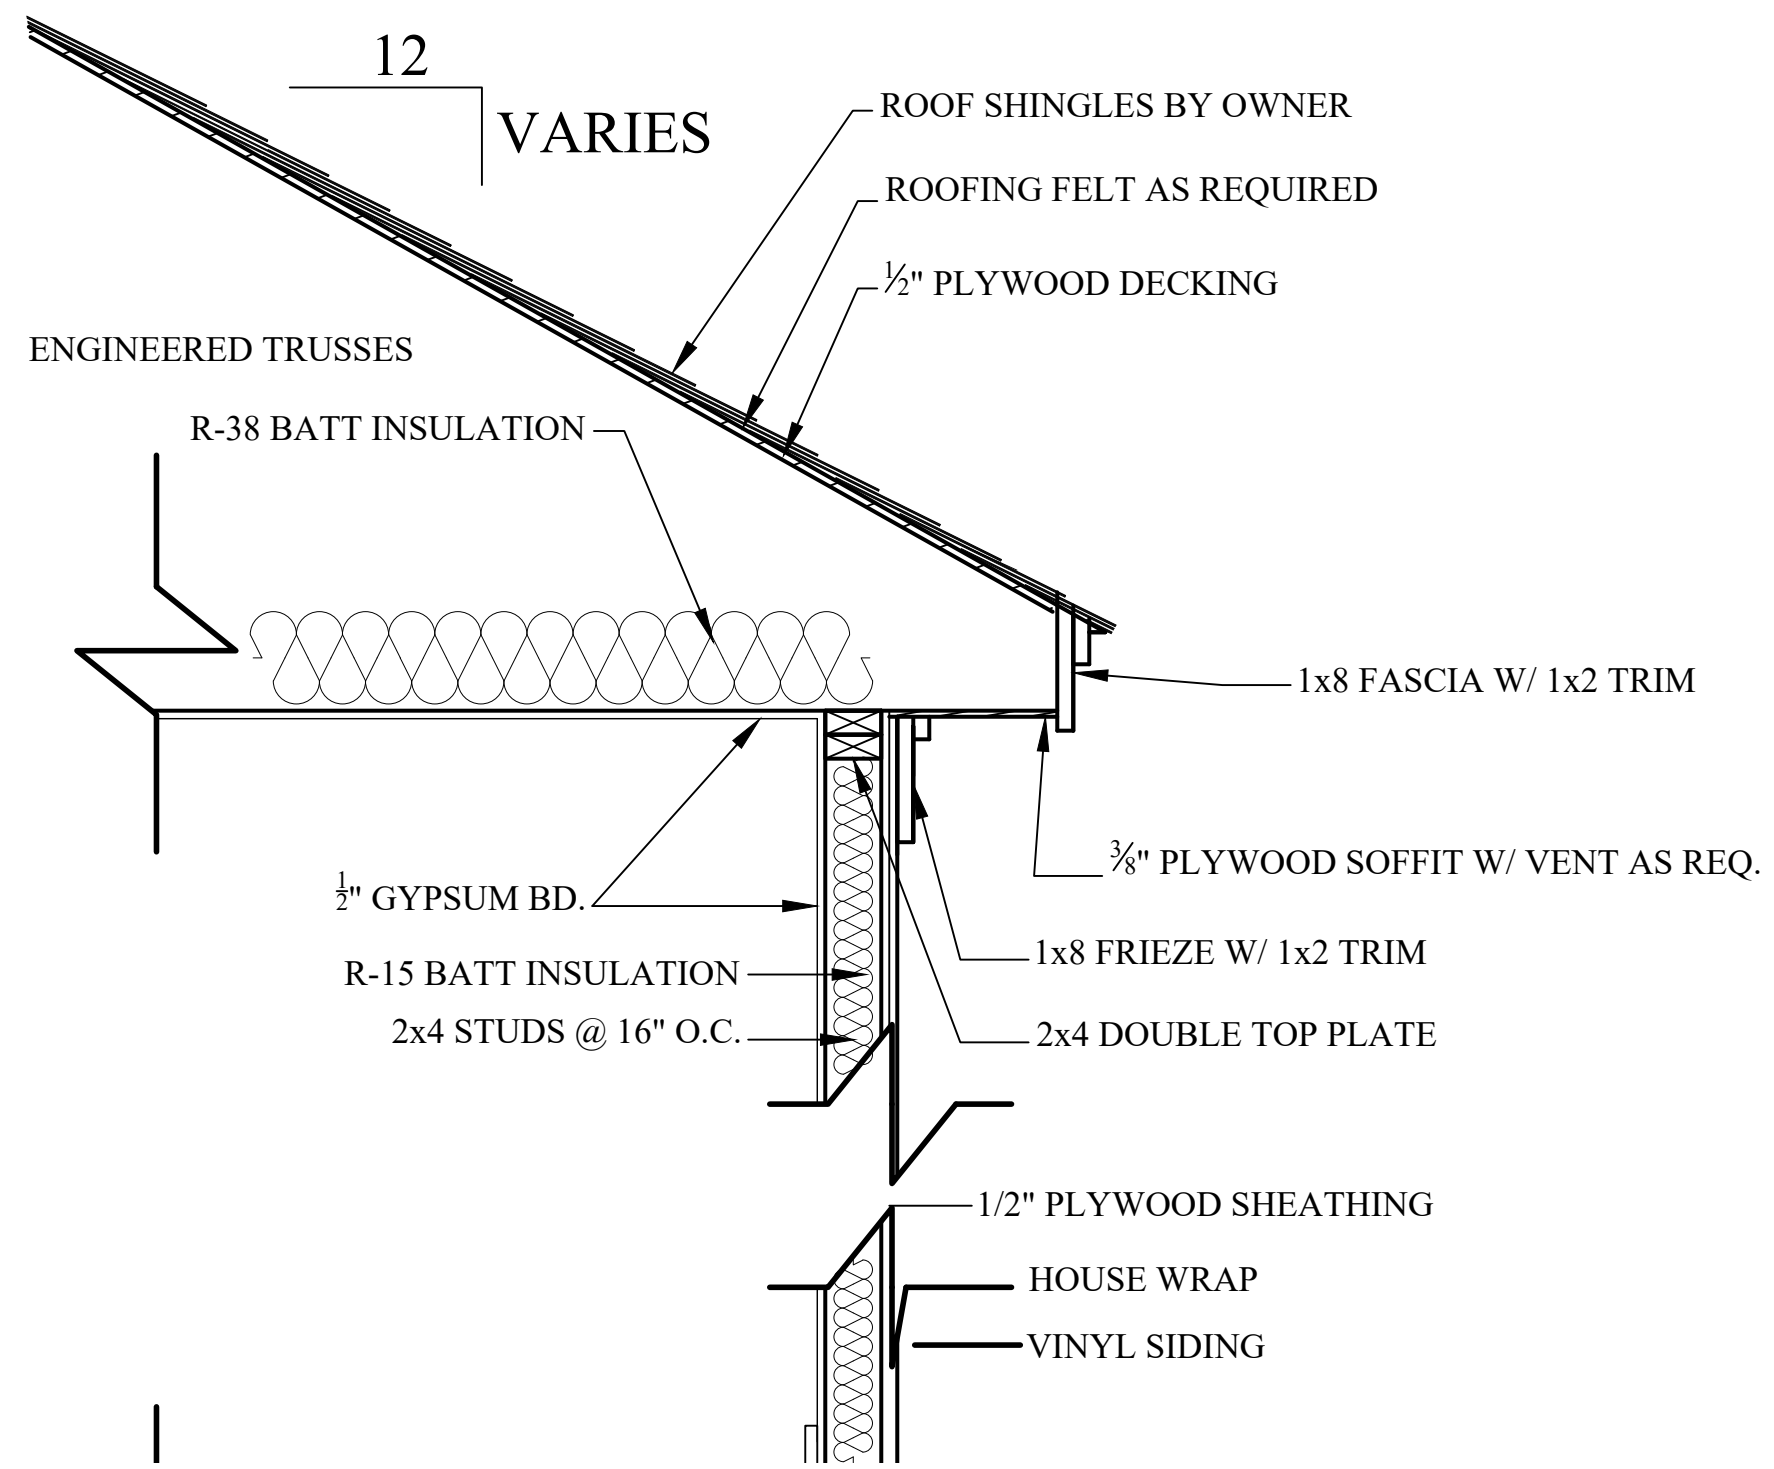 12
VARIES
ROOF SHINGLES BY OWNER
ROOFING FELT AS REQUIRED
½" PLYWOOD DECKING
ENGINEERED TRUSSES
R-38 BATT INSULATION
1x8 FASCIA W/ 1x2 TRIM
⅜" PLYWOOD SOFFIT W/ VENT AS REQ.
½" GYPSUM BD.
1x8 FRIEZE W/ 1x2 TRIM
R-15 BATT INSULATION
2x4 STUDS @ 16" O.C.
2x4 DOUBLE TOP PLATE
1/2" PLYWOOD SHEATHING
HOUSE WRAP
VINYL SIDING